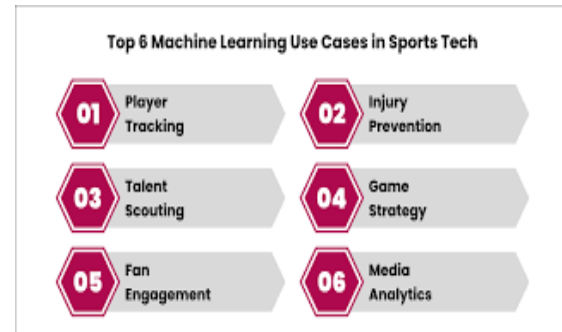 Top 6 Machine Learning Use Cases in Sports Tech
01
Player
Tracking
02
Injury
Prevention
03
Talent
Scouting
04
Game
Strategy
05
Fan
Engagement
06
Media
Analytics